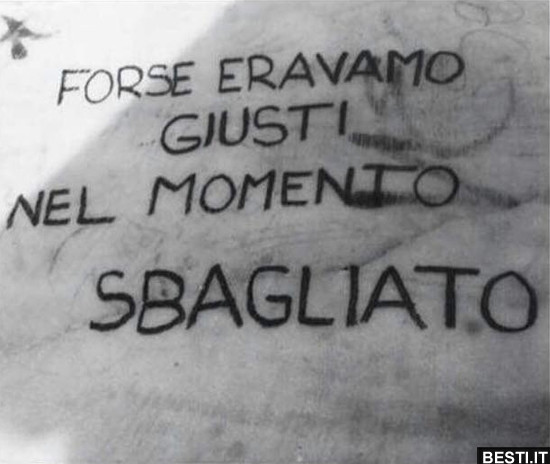 FORSE ERAVAMO
GIUSTI
NEL MOMENTO
SBAGLIATO
BESTI.IT